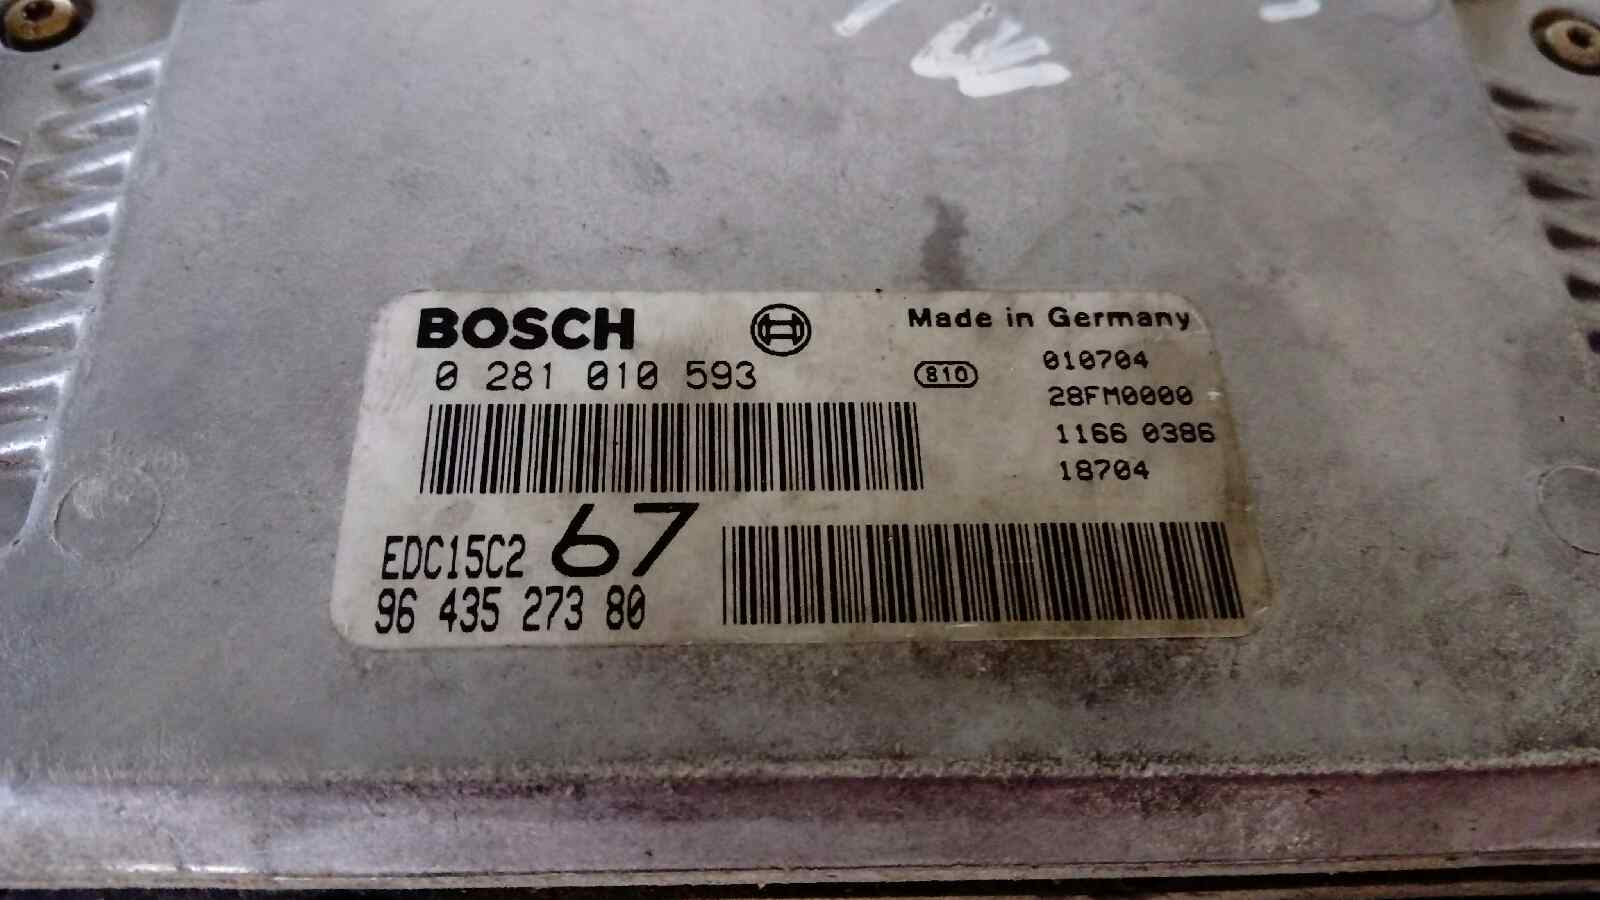 BOSCH
Made in Germany
0 281 010 593
810
010704
28FM0000
1166 0386
18704
EDC15C2 67
96 435 273 80